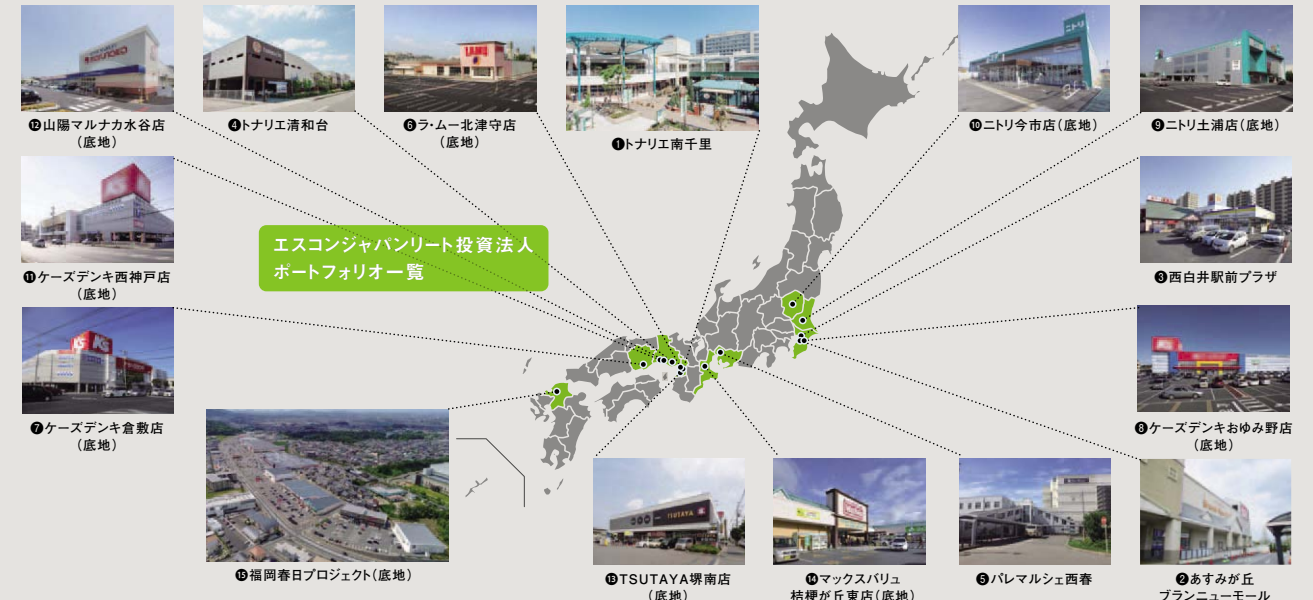 ⓬山陽マルナカ水谷店
(底地)
❹トナリエ清和台
❻ラ・ムー北津守店
(底地)
❶トナリエ南千里
❿ニトリ今市店(底地)
❾ニトリ土浦店(底地)
⓫ケーズデンキ西神戸店
(底地)
エスコンジャパンリート投資法人
ポートフォリオ一覧
❸西白井駅前プラザ
❼ケーズデンキ倉敷店
(底地)
❽ケーズデンキおゆみ野店
(底地)
⓯福岡春日プロジェクト(底地)
⓭TSUTAYA堺南店
(底地)
⓮マックスバリュ
桔梗が丘東店(底地)
❺パレマルシェ西春
❷あすみが丘
ブランニューモール
ニトリ
LAMU
TSUTAYA
K's